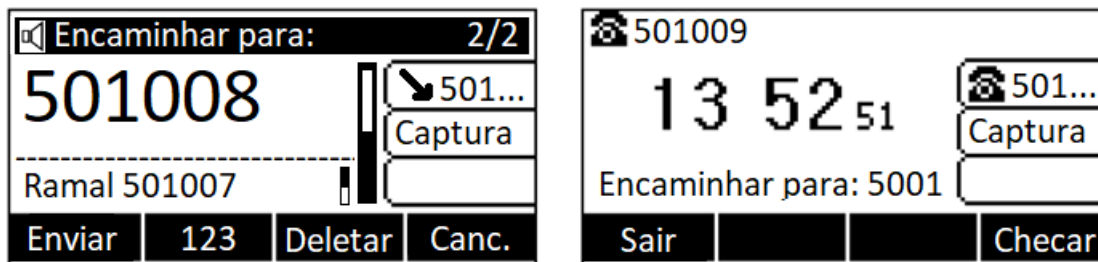 Encaminhar para: 2/2
501008
501...
Captura
Ramal 501007
Enviar 123 Deletar Canc.
501009
13 52 51
501...
Captura
Encaminhar para: 5001
Sair Checar